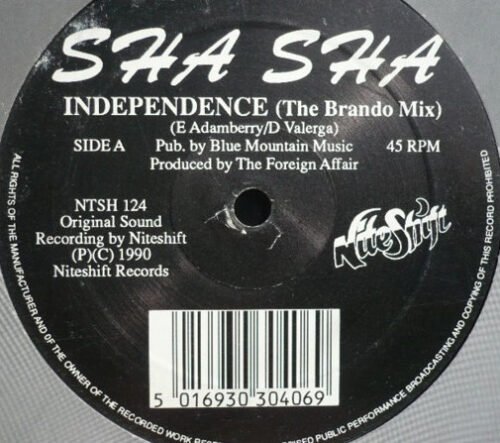 SHA SHA
INDEPENDENCE (The Brando Mix)
(E Adamberry/D Valerga)
SIDE A Pub. by Blue Mountain Music 45 RPM
Produced by The Foreign Affair
NTSH 124
Original Sound
Recording by Niteshift
(P)(C) 1990
Niteshift Records
NiteShift
5 016930 304069
ALL RIGHTS OF THE MANUFACTURER AND OF THE OWNER OF THE RECORDED WORK
PUBLIC PERFORMANCE BROADCASTING AND COPYING OF THIS RECORD PROHIBITED